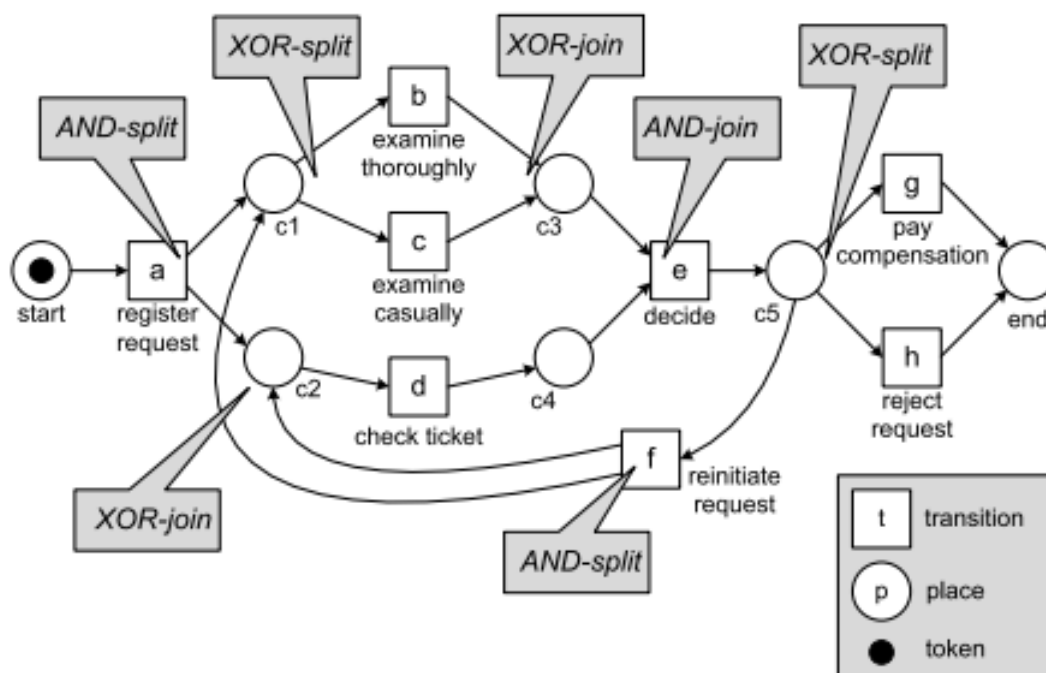 XOR-split
XOR-join
XOR-split
AND-split
b
AND-join
examine
thoroughly
g
c1
c3
pay
compensation
a
c
e
start
register
request
examine
casually
decide
c5
end
h
c2
d
c4
reject
request
check ticket
f
reinitiate
request
XOR-join
AND-split
t
transition
p
place
token